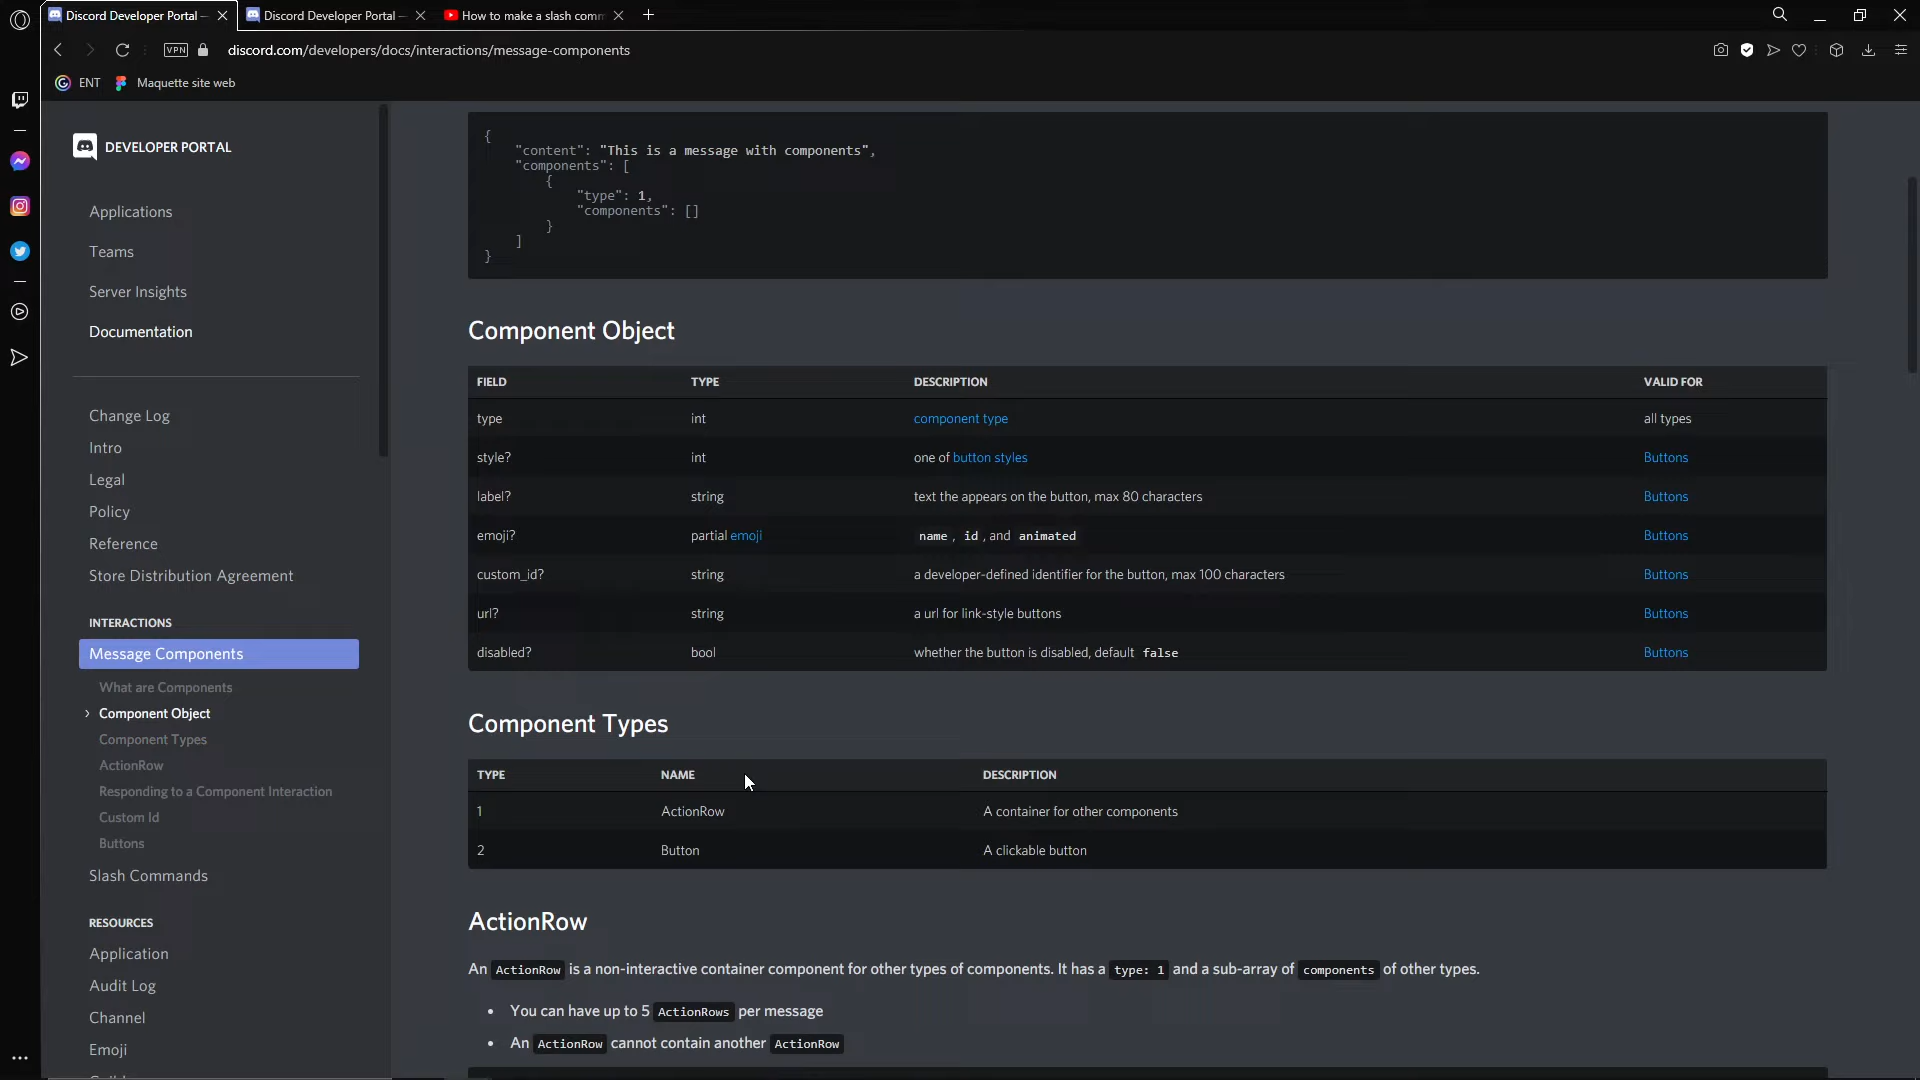 Discord Developer Portal —
Discord Developer Portal —
How to make a slash comm
VPN
discord.com/developers/docs/interactions/message-components
ENT
Maquette site web
DEVELOPER PORTAL
Applications
Teams
Server Insights
Documentation
Change Log
Intro
Legal
Policy
Reference
Store Distribution Agreement
INTERACTIONS
Message Components
What are Components
Component Object
Component Types
ActionRow
Responding to a Component Interaction
Custom Id
Buttons
Slash Commands
RESOURCES
Application
Audit Log
Channel
Emoji
{
"content": "This is a message with components",
"components": [
{
"type": 1,
"components": []
}
]
}
Component Object
FIELD TYPE DESCRIPTION VALID FOR
type int component type all types
style? int one of button styles Buttons
label? string text the appears on the button, max 80 characters Buttons
emoji? partial emoji name , id , and animated Buttons
custom_id? string a developer-defined identifier for the button, max 100 characters Buttons
url? string a url for link-style buttons Buttons
disabled? bool whether the button is disabled, default false Buttons
Component Types
TYPE NAME DESCRIPTION
1 ActionRow A container for other components
2 Button A clickable button
ActionRow
An ActionRow is a non-interactive container component for other types of components. It has a type: 1 and a sub-array of components of other types.
• You can have up to 5 ActionRows per message
• An ActionRow cannot contain another ActionRow